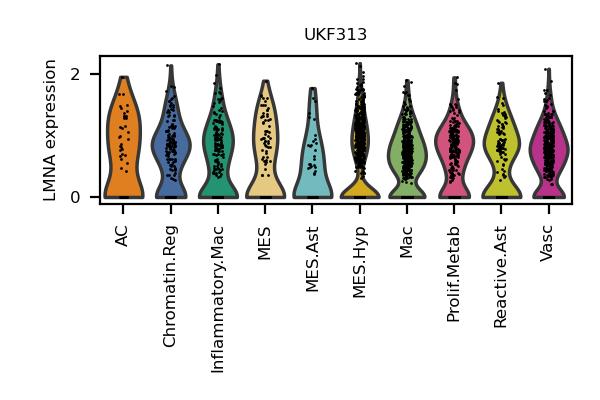 UKF313
LMNA expression
2
0
AC
Chromatin.Reg
Inflammatory.Mac
MES
MES.Ast
MES.Hyp
Mac
Prolif.Metab
Reactive.Ast
Vasc